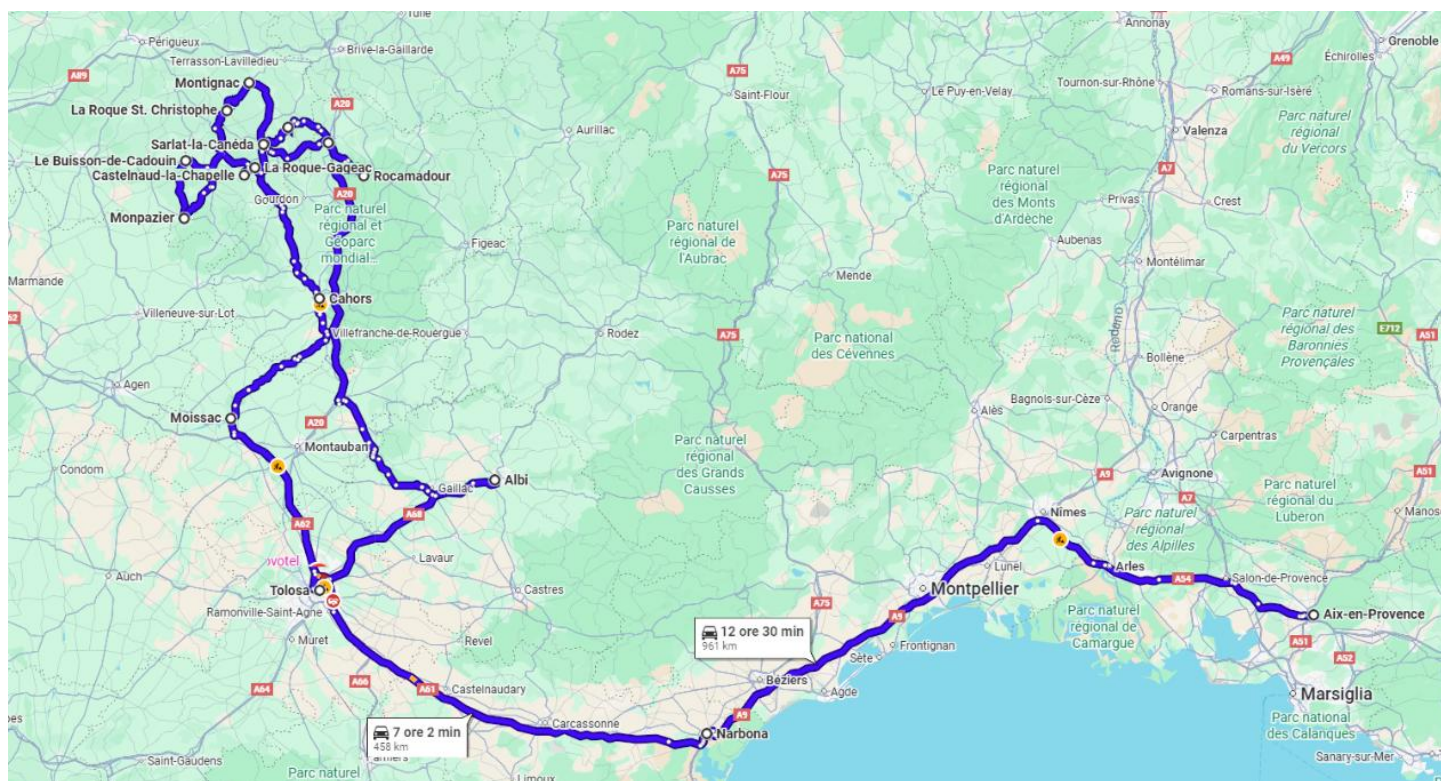 Tulle
Annonay
Grenoble
Périgueux
Brive-la-Gaillarde
A75
A49
Échirolles
Terrasson-Lavilledieu
A89
Montignac
Saint-Flour
Le Puy-en-Velay
Tournon-sur-Rhône
Romans-sur-Isère
A20
La Roque St. Christophe
Aurillac
Valenza
Parc naturel
régional
du Vercors
Sarlat-la-Canéda
Le Buisson-de-Cadouin
La Roque-Gageac
Castelnaud-la-Chapelle
Rocamadour
A7
A75
Parc naturel
régional
des Monts
d'Ardèche
Privas
Crest
A20
Gourdon
Monpazier
Parc naturel
régional et
Géoparc
mondial...
Figeac
Parc naturel
régional de
l'Aubrac
Aubenas
Montélimar
Mende
Marmande
Cahors
Villeneuve-sur-Lot
Villefranche-de-Rouergue
Rodez
A75
Parc national
des Cévennes
Rodano
Parc naturel
régional des
Baronnies
Provençales
E712
A51
Bollène
Agen
Alès
Bagnols-sur-Cèze
Orange
Moissac
A20
Montauban
Carpentras
Parc naturel
régional
des Grands
Causses
Condom
A9
Avignone
A51
Albi
Gaillac
A7
Parc naturel
régional du
Luberon
Manos
Nîmes
Parc naturel
régional
des Alpilles
A68
A62
Lavaur
Lunel
Arles
A54
Salon-de-Provence
ovotel
Auch
Castres
A75
Montpellier
Tolosa
Ramonville-Saint-Agne
Parc naturel
régional de
Camargue
Aix-en-Provence
A9
Muret
Revel
12 ore 30 min
961 km
Frontignan
Sète
A51
A52
A64
A66
A61
Castelnaudary
Béziers
Agde
Marsiglia
7 ore 2 min
458 km
Carcassonne
A9
Narbona
Parc national
des Calanques
Saint-Gaudens
Parc naturel
Limoux
Sanary-sur-Mer